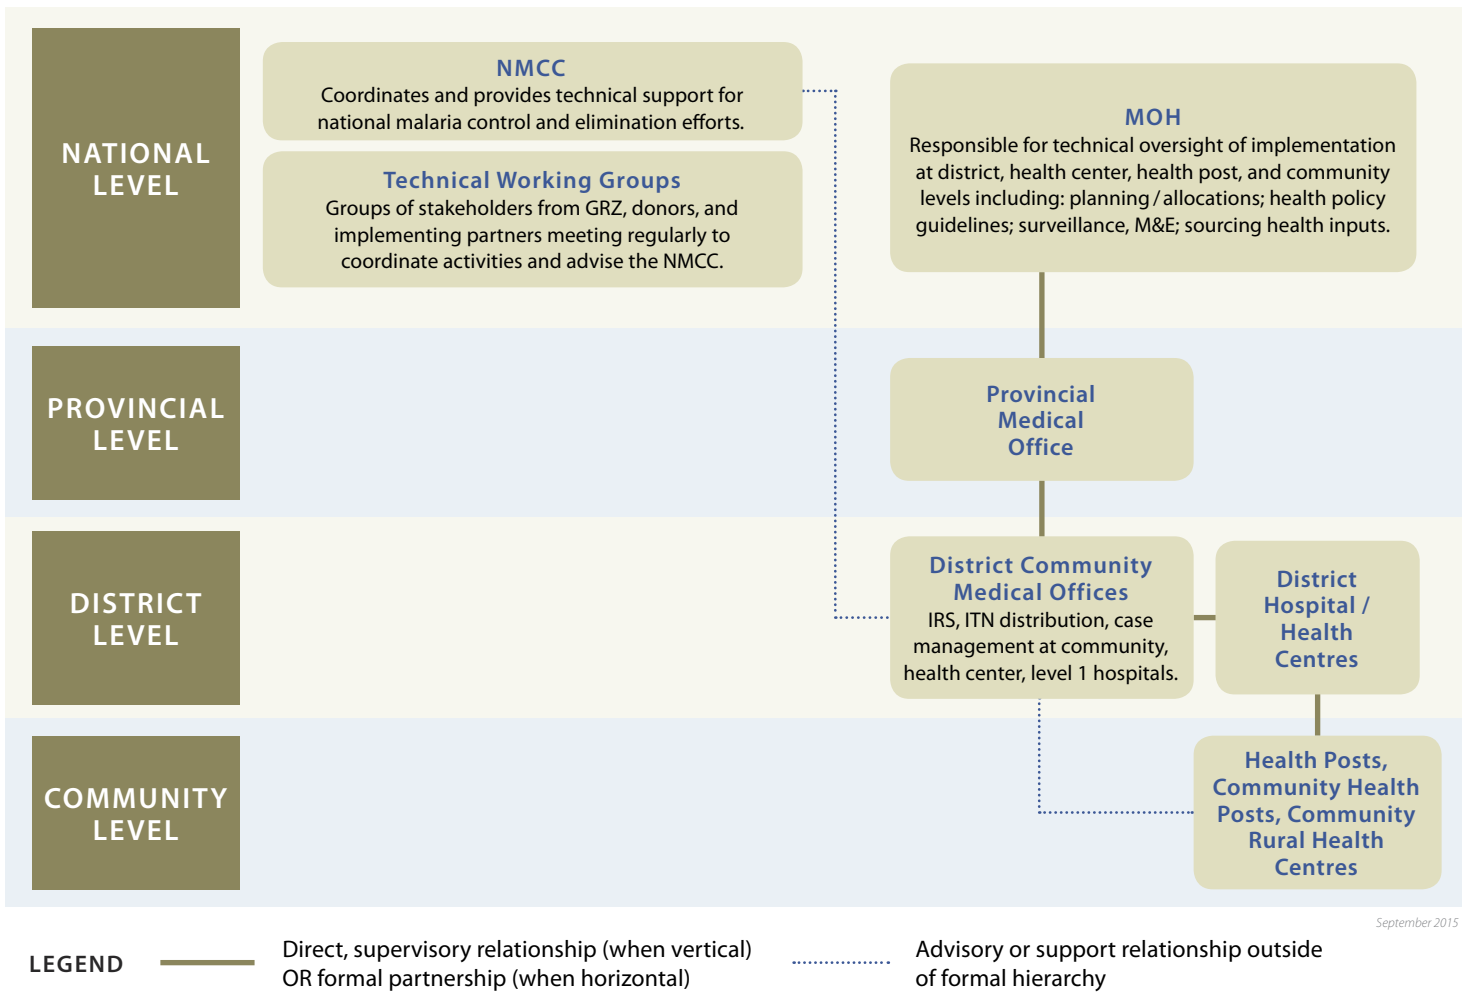 NATIONAL
LEVEL
NMCC
Coordinates and provides technical support for
national malaria control and elimination efforts.
Technical Working Groups
Groups of stakeholders from GRZ, donors, and
implementing partners meeting regularly to
coordinate activities and advise the NMCC.
MOH
Responsible for technical oversight of implementation
at district, health center, health post, and community
levels including: planning / allocations; health policy
guidelines; surveillance, M&E; sourcing health inputs.
PROVINCIAL
LEVEL
Provincial
Medical
Office
DISTRICT
LEVEL
District Community
Medical Offices
IRS, ITN distribution, case
management at community,
health center, level 1 hospitals.
District
Hospital /
Health
Centres
COMMUNITY
LEVEL
Health Posts,
Community Health
Posts, Community
Rural Health
Centres
September 2015
LEGEND
Direct, supervisory relationship (when vertical)
OR formal partnership (when horizontal)
Advisory or support relationship outside
of formal hierarchy